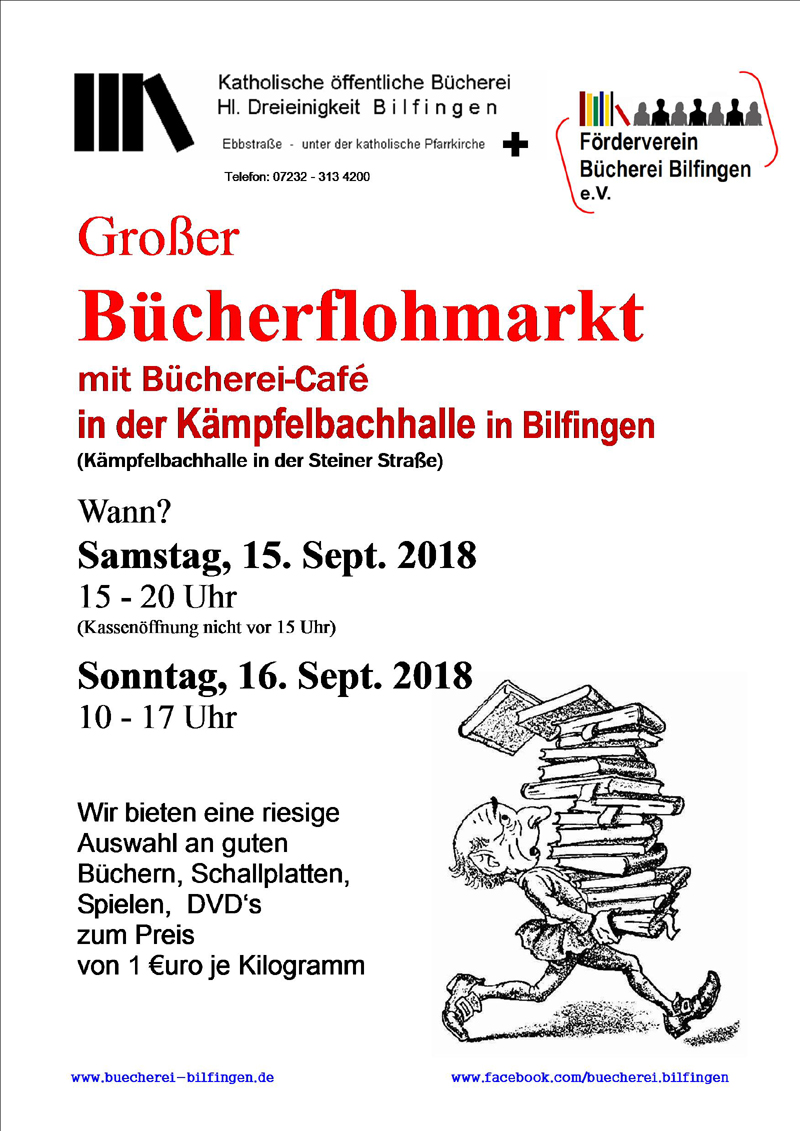 Katholische öffentliche Bücherei
Hl. Dreieinigkeit Bilfingen
Ebbstraße - unter der katholische Pfarrkirche
Telefon: 07232 - 313 4200
Förderverein
Bücherei Bilfingen
e.V.
Großer
Bücherflohmarkt
mit Bücherei-Café
in der Kämpfelbachhalle in Bilfingen
(Kämpfelbachhalle in der Steiner Straße)
Wann?
Samstag, 15. Sept. 2018
15 - 20 Uhr
(Kassenöffnung nicht vor 15 Uhr)
Sonntag, 16. Sept. 2018
10 - 17 Uhr
Wir bieten eine riesige
Auswahl an guten
Büchern, Schallplatten,
Spielen, DVD‘s
zum Preis
von 1 €uro je Kilogramm
www.buecherei-bilfingen.de
www.facebook.com/buecherei.bilfingen